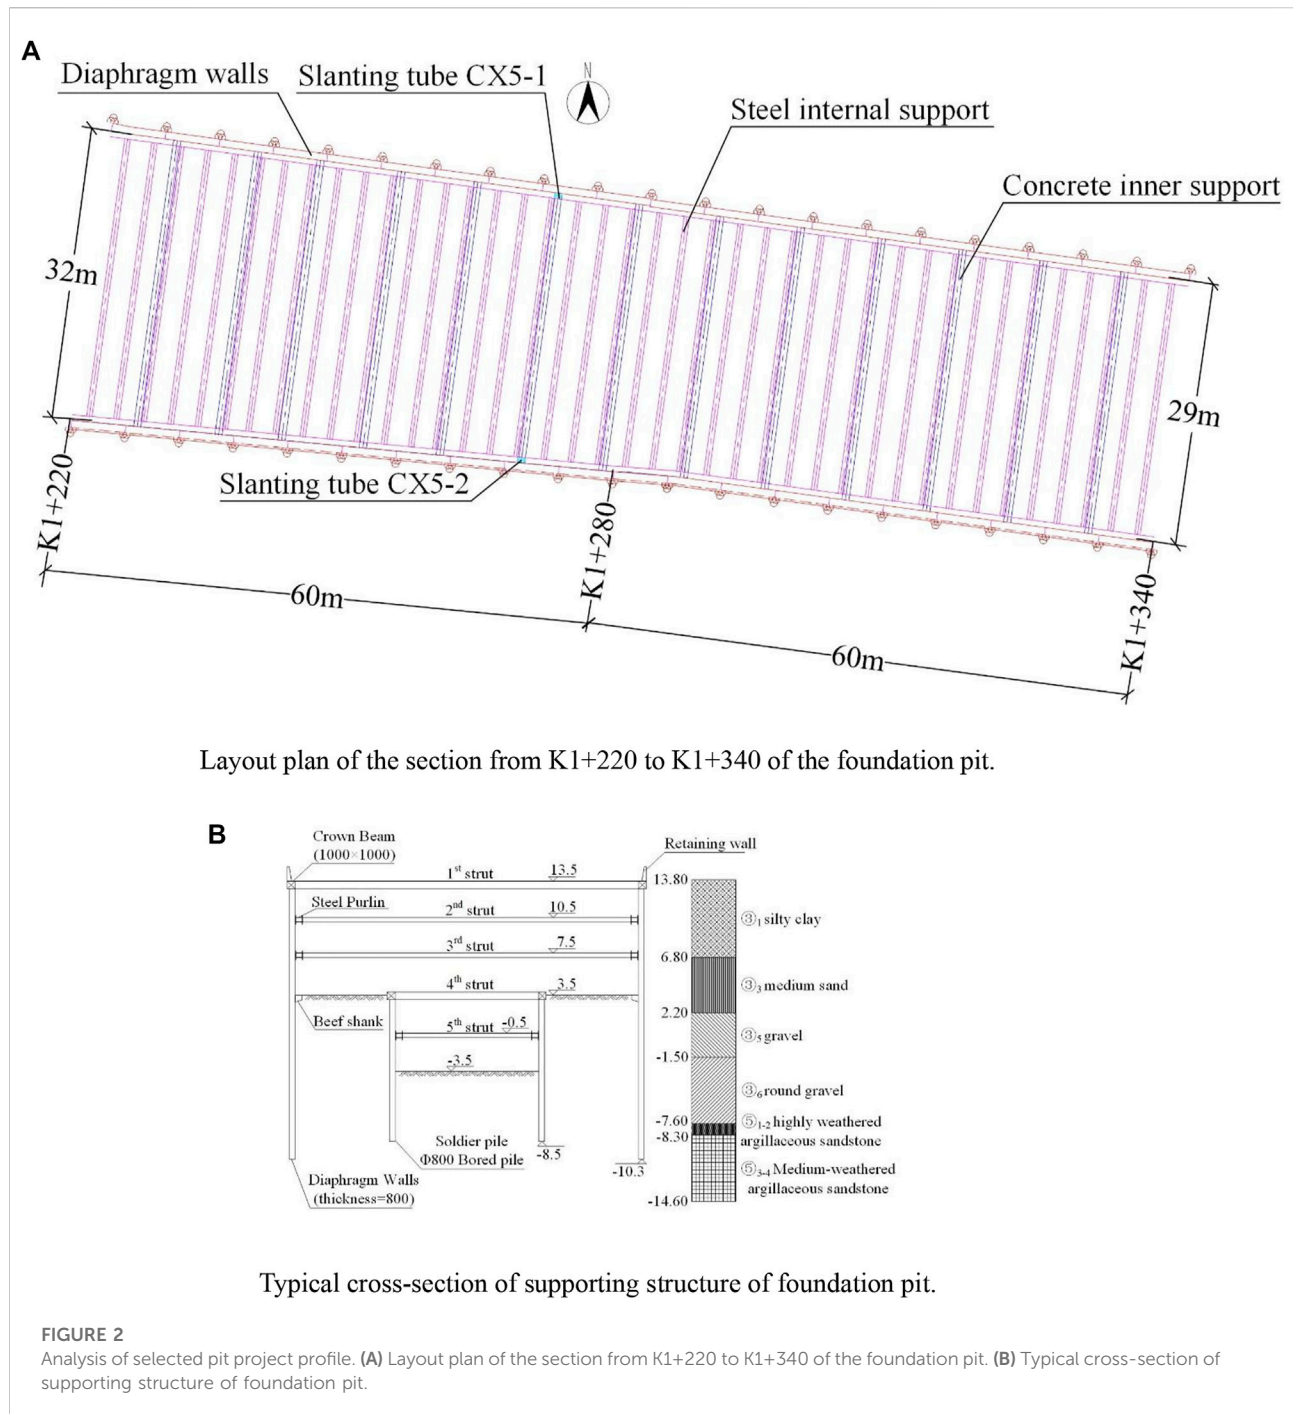 A
Diaphragm walls
Slanting tube CX5-1
N
Steel internal support
Concrete inner support
32m
29m
Slanting tube CX5-2
K1+220
K1+280
K1+340
60m
60m
Layout plan of the section from K1+220 to K1+340 of the foundation pit.
B
Crown Beam
(1000×1000)
Retaining wall
1st strut
13.5
13.80
Steel Purlin
2nd strut
10.5
③1 silty clay
3rd strut
7.5
6.80
4th strut
3.5
③3 medium sand
2.20
Beef shank
5th strut
-0.5
③5 gravel
-1.50
-3.5
③6 round gravel
-7.60
⑤1-2 highly weathered
argillaceous sandstone
-8.30
Soldier pile
Φ800 Bored pile
-8.5
-10.3
⑤3-4 Medium-weathered
argillaceous sandstone
Diaphragm Walls
(thickness=800)
-14.60
Typical cross-section of supporting structure of foundation pit.
FIGURE 2
Analysis of selected pit project profile. (A) Layout plan of the section from K1+220 to K1+340 of the foundation pit. (B) Typical cross-section of
supporting structure of foundation pit.